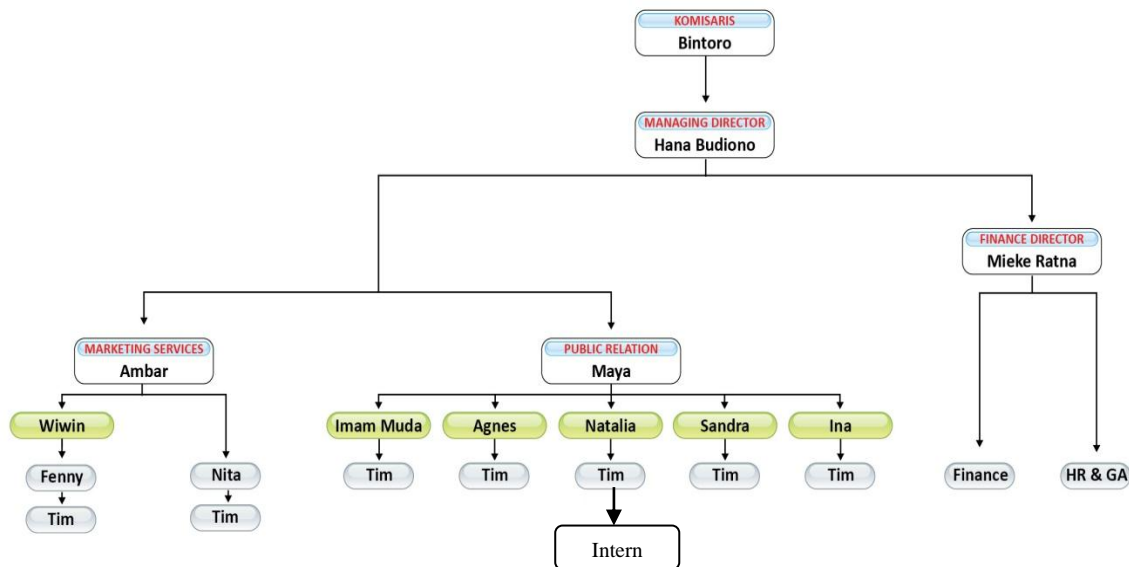 KOMISARIS
Bintoro
MANAGING DIRECTOR
Hana Budiono
FINANCE DIRECTOR
Mieke Ratna
MARKETING SERVICES
Ambar
PUBLIC RELATION
Maya
Wiwin
Imam Muda
Agnes
Natalia
Sandra
Ina
Fenny
Nita
Tim
Tim
Tim
Tim
Tim
Finance
HR & GA
Tim
Tim
Intern